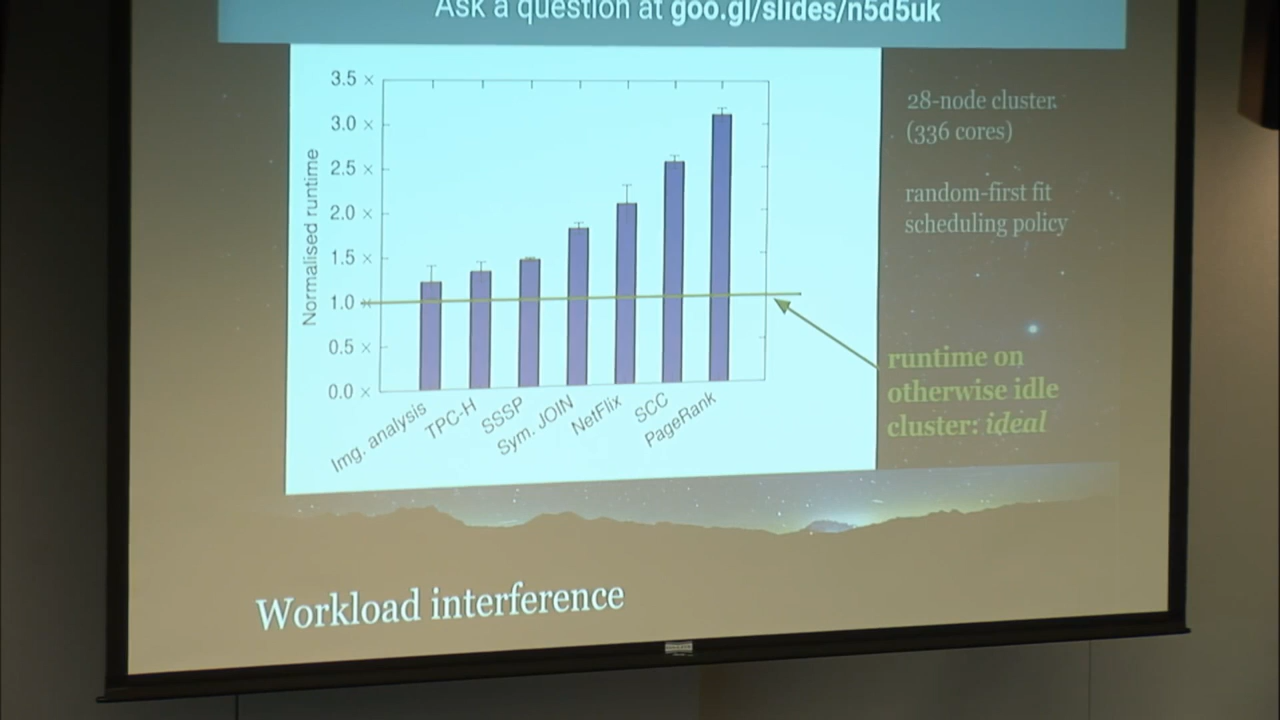 Ask a question at goo.gl/slides/n5d5uk
3.5 ×
3.0 ×
2.5 ×
2.0 ×
1.5 ×
1.0 ×
0.5 ×
0.0 ×
Normalised runtime
Img. analysis
TPC-H
SSSP
Sym. JOIN
NetFlix
SCC
PageRank
28-node cluster
(336 cores)
random-first fit
scheduling policy
runtime on
otherwise idle
cluster: ideal
Workload interference